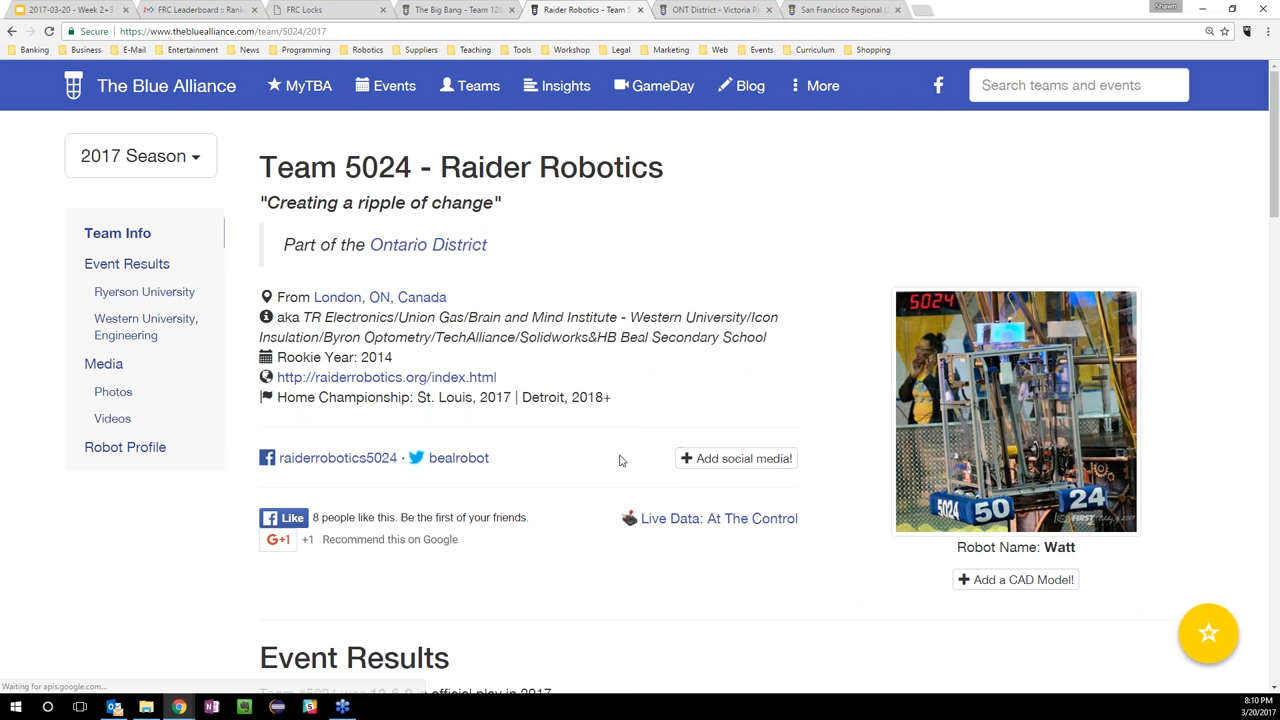 2017-03-20 - Week 2+3
FRC Leaderboard :: Rank
FRC Locks
The Big Bang - Team 128
Raider Robotics - Team 5
ONT District - Victoria Pa
San Francisco Regional (
Shawn
Secure
https://www.thebluealliance.com/team/5024/2017
Banking Business E-Mail Entertainment News Programming Robotics Suppliers Teaching Tools Workshop Legal Marketing Web Events Curriculum Shopping
The Blue Alliance MyTBA Events Teams Insights GameDay Blog More
Search teams and events
2017 Season
Team Info
Event Results
Ryerson University
Western University,
Engineering
Media
Photos
Videos
Robot Profile
Team 5024 - Raider Robotics
"Creating a ripple of change"
Part of the Ontario District
From London, ON, Canada
aka TR Electronics/Union Gas/Brain and Mind Institute - Western University/Icon
Insulation/Byron Optometry/TechAlliance/Solidworks&HB Beal Secondary School
Rookie Year: 2014
http://raiderrobotics.org/index.html
Home Championship: St. Louis, 2017 | Detroit, 2018+
raiderrobotics5024 · bealrobot
Add social media!
Like 8 people like this. Be the first of your friends.
Live Data: At The Control
G+1 +1 Recommend this on Google
5024
5024 50 24
FIRST
Robot Name: Watt
Add a CAD Model!
Event Results
official play in 2017
Waiting for apis.google.com...
8:10 PM
3/20/2017